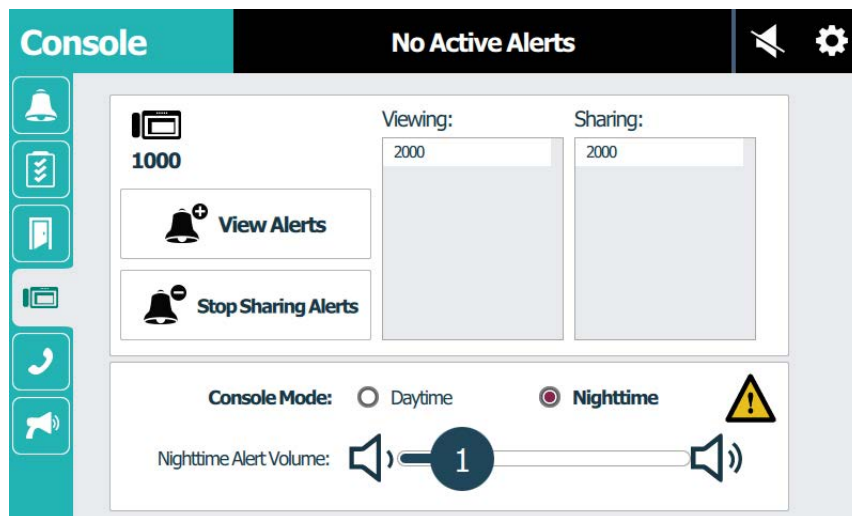 Console
No Active Alerts
1000
Viewing:
2000
Sharing:
2000
View Alerts
Stop Sharing Alerts
Console Mode:
Daytime
Nighttime
Nighttime Alert Volume:
1